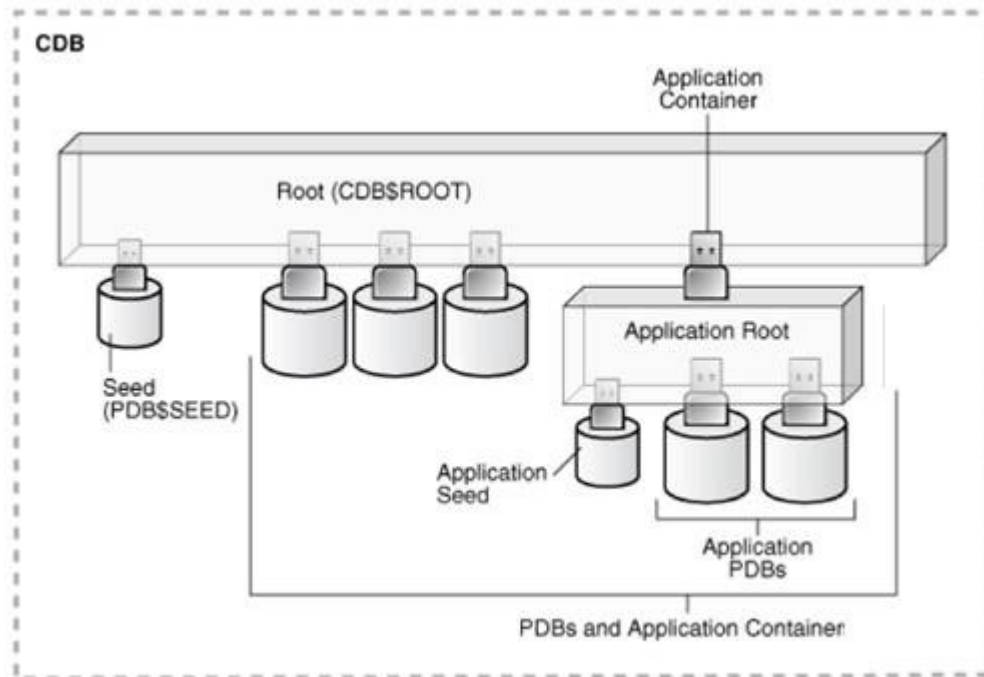 CDB
Application
Container
Root (CDB$ROOT)
Application Root
Seed
(PDB$SEED)
Application
Seed
Application
PDBs
PDBs and Application Container